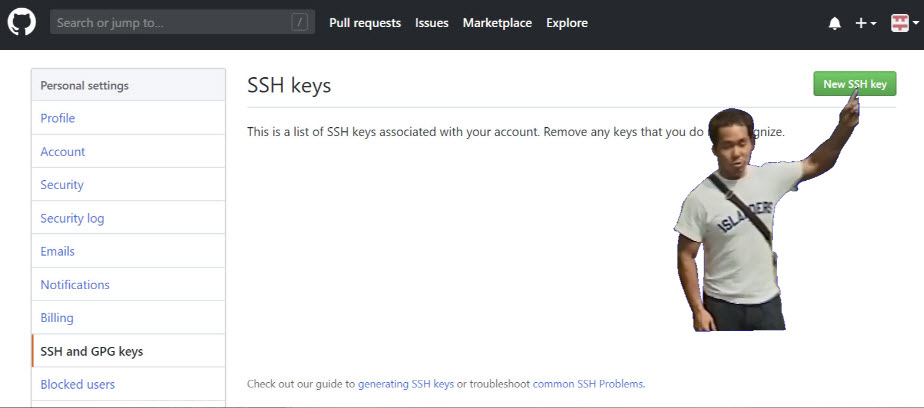 Search or jump to...
/
Pull requests
Issues
Marketplace
Explore
Personal settings
Profile
Account
Security
Security log
Emails
Notifications
Billing
SSH and GPG keys
Blocked users
SSH keys
New SSH key
This is a list of SSH keys associated with your account. Remove any keys that you do
ISLANDERS
Check out our guide to generating SSH keys or troubleshoot common SSH Problems.